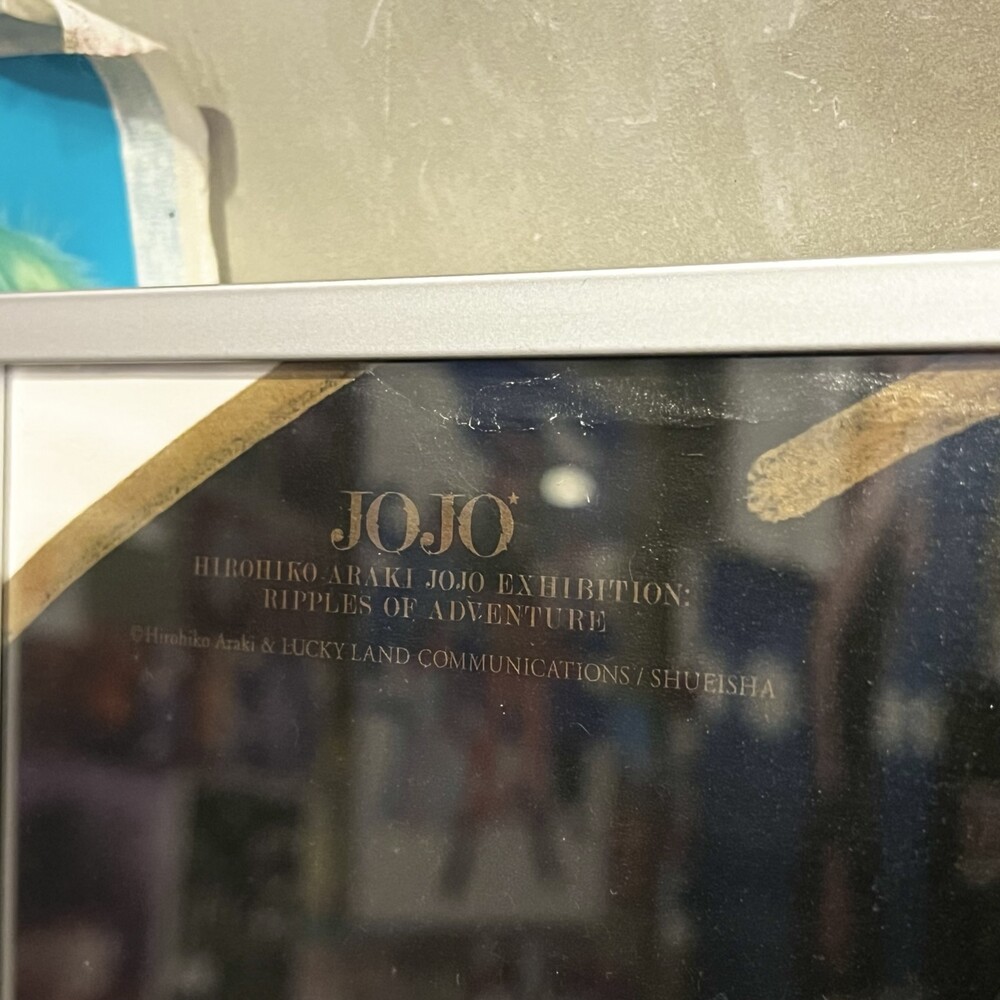 JOJO
HIROHIKO ARAKI JOJO EXHIBITION:
RIPPLES OF ADVENTURE
©Hirohiko Araki & LUCKY LAND COMMUNICATIONS / SHUEISHA